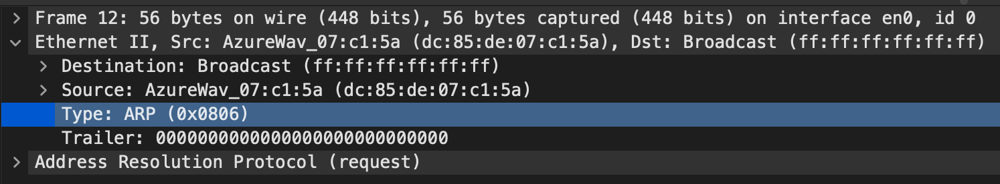 Frame 12: 56 bytes on wire (448 bits), 56 bytes captured (448 bits) on interface en0, id 0
Ethernet II, Src: AzureWav_07:c1:5a (dc:85:de:07:c1:5a), Dst: Broadcast (ff:ff:ff:ff:ff:ff)
Destination: Broadcast (ff:ff:ff:ff:ff:ff)
Source: AzureWav_07:c1:5a (dc:85:de:07:c1:5a)
Type: ARP (0x0806)
Trailer: 0000000000000000000000000000
Address Resolution Protocol (request)